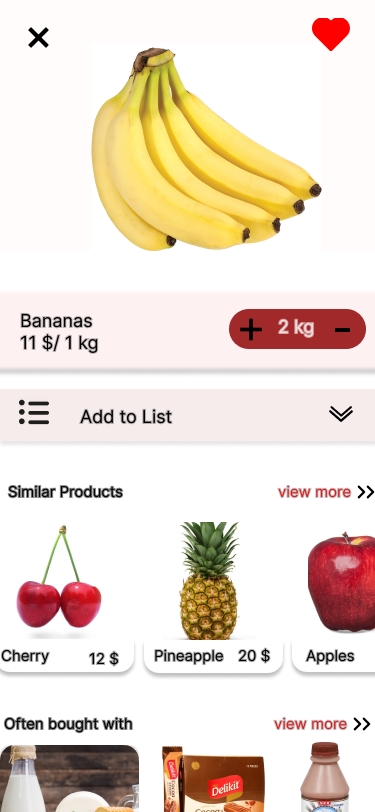 Bananas
11 $/ 1 kg
2 kg
Add to List
Similar Products
view more
Cherry
12 $
Pineapple
20 $
Apples
Often bought with
view more
Delikit